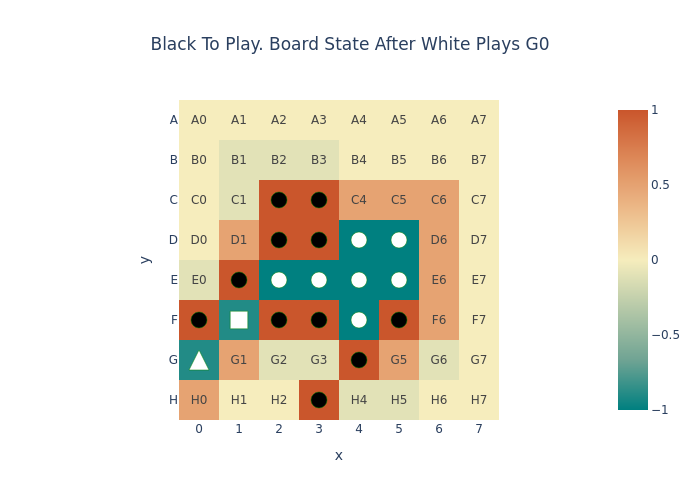 Black To Play. Board State After White Plays G0
A A0 A1 A2 A3 A4 A5 A6 A7 1
B B0 B1 B2 B3 B4 B5 B6 B7
C C0 C1 C4 C5 C6 C7 0.5
D D0 D1 D6 D7
y E E0 E6 E7 0
F F6 F7 −0.5
G G1 G2 G3 G5 G6 G7
H H0 H1 H2 H4 H5 H6 H7 −1
0 1 2 3 4 5 6 7
x